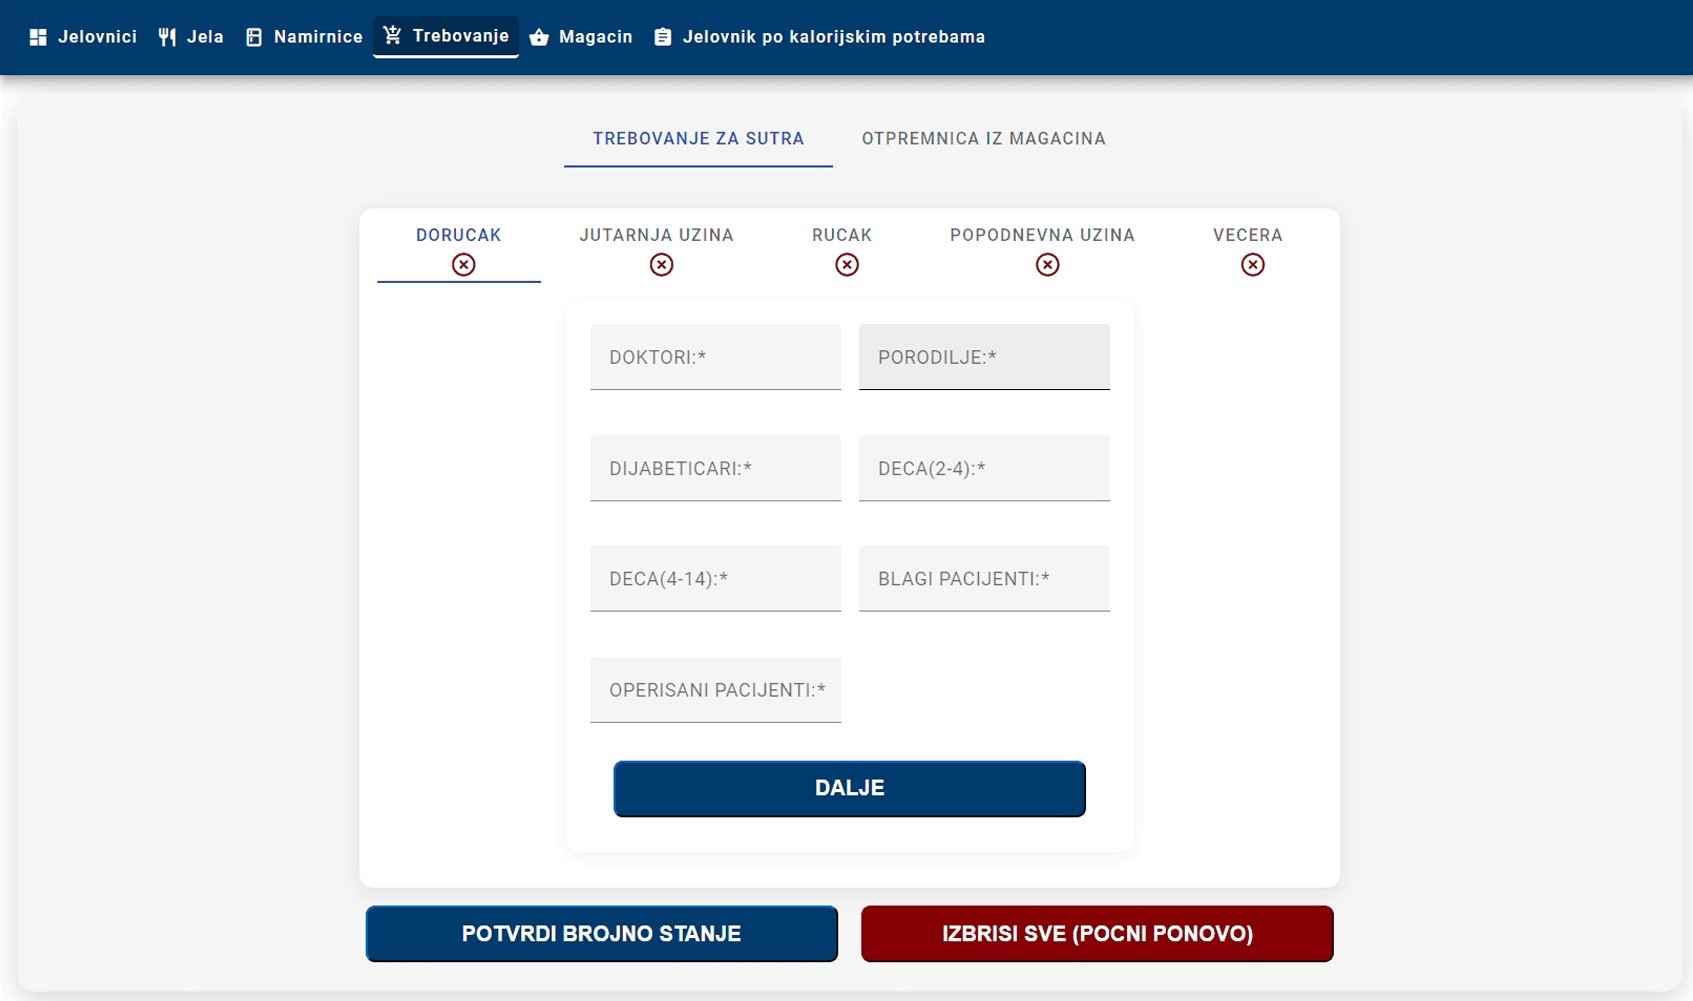 Jelovnici Jela Namirnice Trebovanje Magacin Jelovnik po kalorijskim potrebama
TREBOVANJE ZA SUTRA OTPREMNICA IZ MAGACINA
DORUCAK JUTARNJA UZINA RUCAK POPODNEVNA UZINA VECERA
DOKTORI:* PORODILJE:*
DIJABETICARI:* DECA(2-4):*
DECA(4-14):* BLAGI PACIJENTI:*
OPERISANI PACIJENTI:*
DALJE
POTVRDI BROJNO STANJE IZBRISI SVE (POCNI PONOVO)